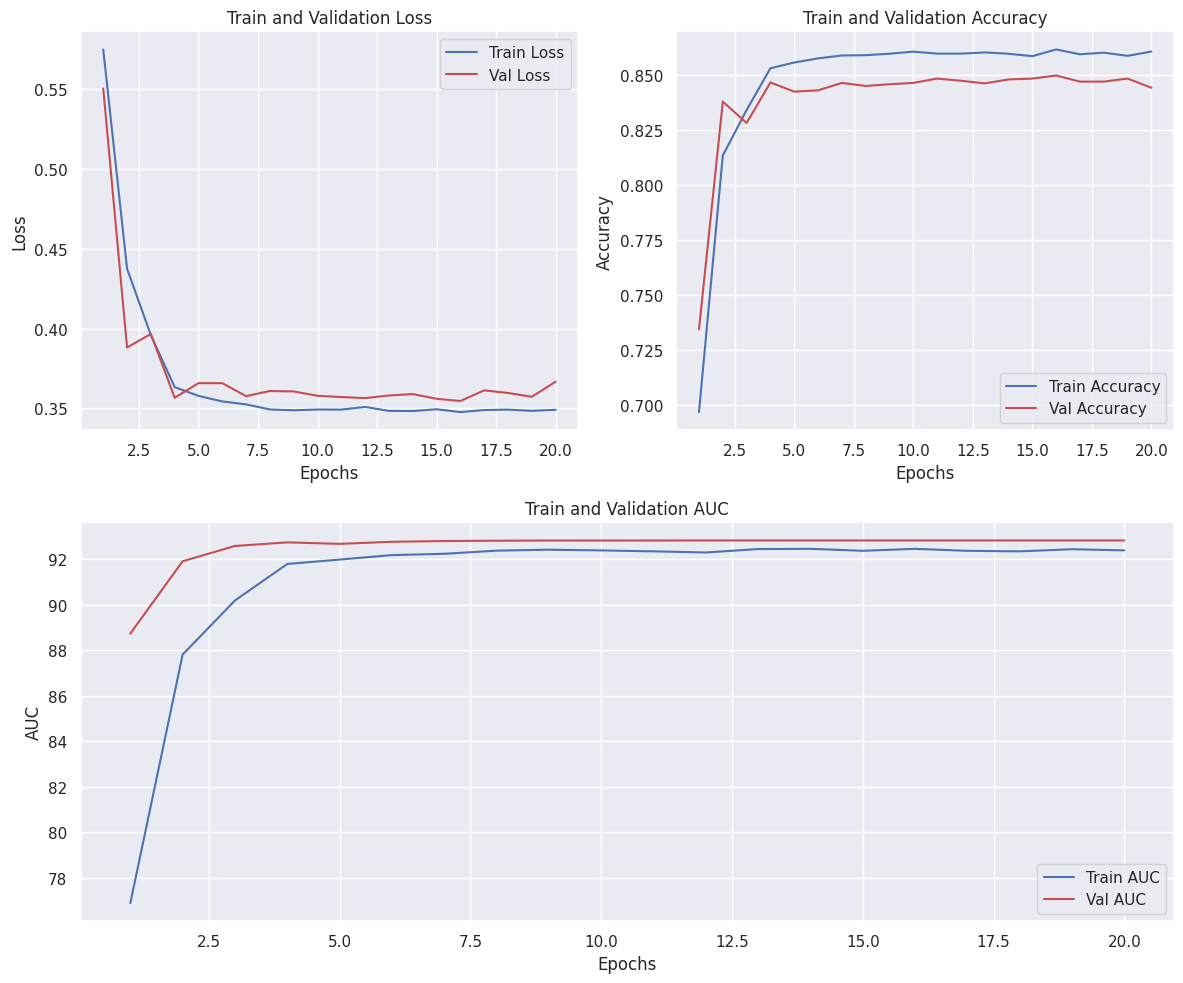 Train and Validation Loss
Train Loss
Val Loss
0.55
0.50
0.45
0.40
0.35
Loss
2.5 5.0 7.5 10.0 12.5 15.0 17.5 20.0
Epochs
Train and Validation Accuracy
0.850
0.825
0.800
0.775
0.750
0.725
0.700
Accuracy
Train Accuracy
Val Accuracy
2.5 5.0 7.5 10.0 12.5 15.0 17.5 20.0
Epochs
Train and Validation AUC
92
90
88
86
84
82
80
78
AUC
Train AUC
Val AUC
2.5 5.0 7.5 10.0 12.5 15.0 17.5 20.0
Epochs